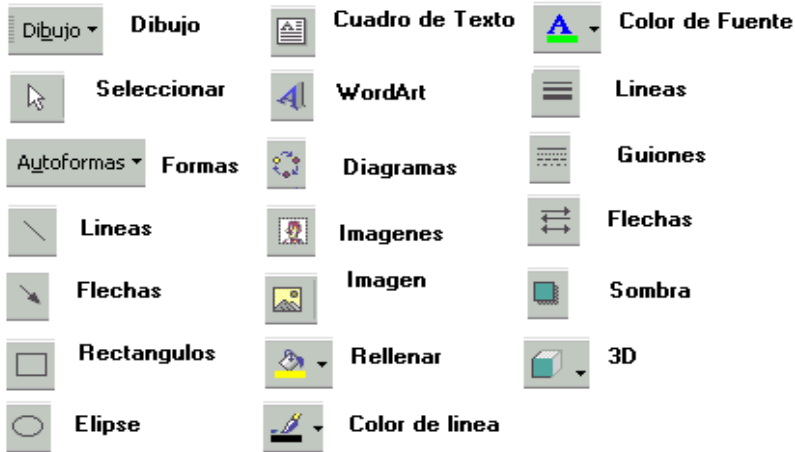 Dibujo Dibujo
Seleccionar
Autoformas Formas
Lineas
Flechas
Rectangulos
Elipse
Cuadro de Texto
WordArt
Diagramas
Imagenes
Imagen
Rellenar
Color de linea
Color de Fuente
Lineas
Guiones
Flechas
Sombra
3D